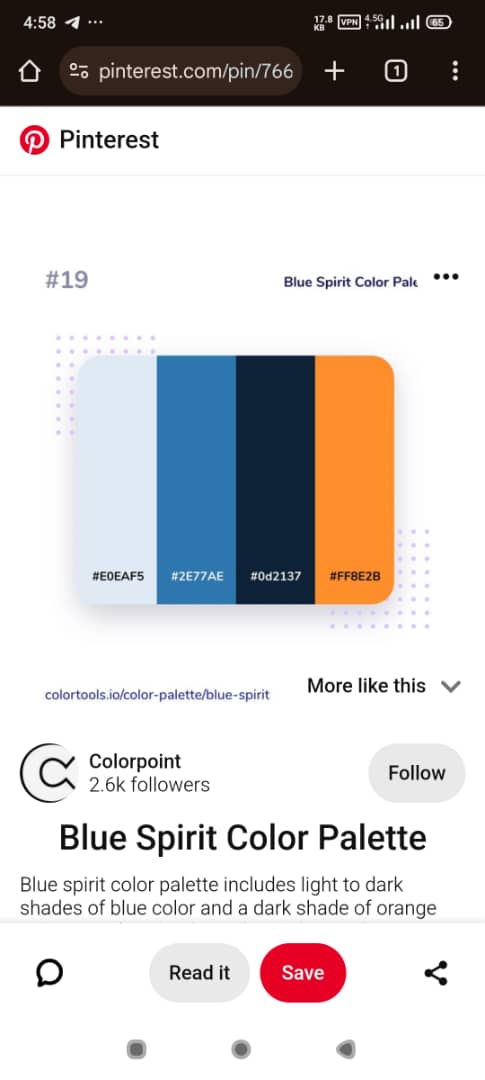 4:58 ... 17.8 KB VPN 4.5G 65
pinterest.com/pin/766 1
Pinterest
#19
Blue Spirit Color Pale
#E0EAF5 #2E77AE #0d2137 #FF8E2B
colortools.io/color-palette/blue-spirit
More like this
Colorpoint
2.6k followers
Follow
Blue Spirit Color Palette
Blue spirit color palette includes light to dark
shades of blue color and a dark shade of orange
Read it
Save